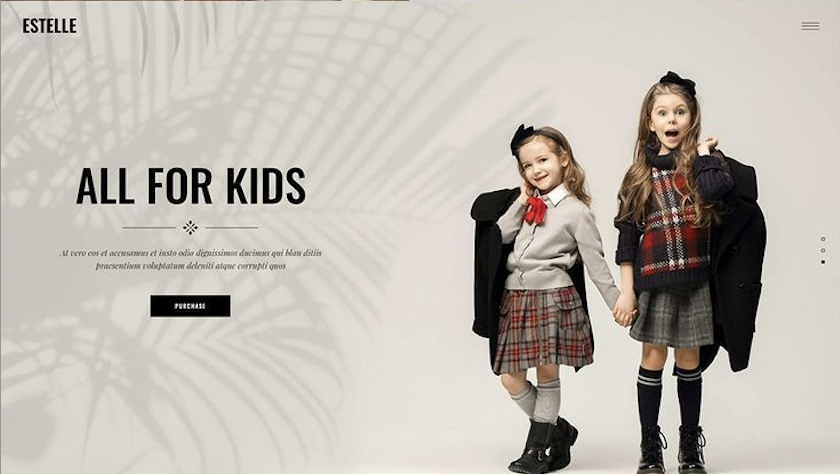 ESTELLE
ALL FOR KIDS
At vero eos et accusamus et iusto odio dignissimos ducimus qui blan ditiis
praesentium voluptatum deleniti atque corrupti quos
PURCHASE